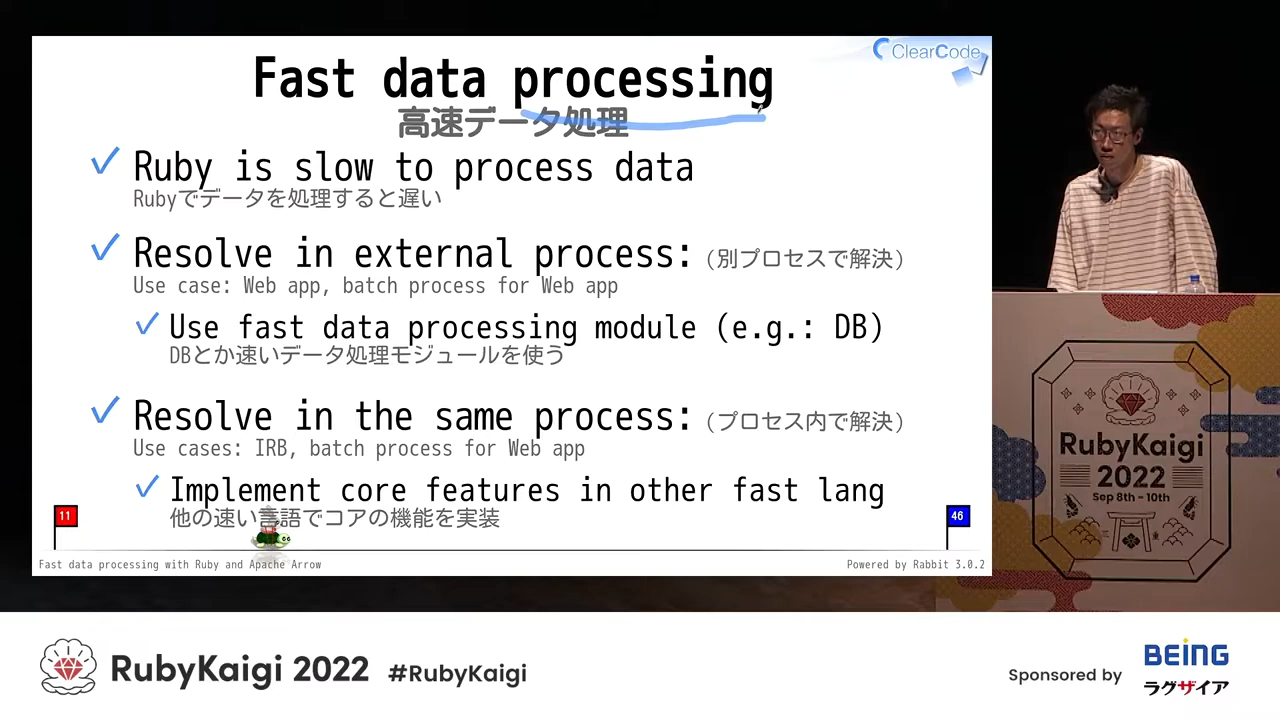 ClearCode
Fast data processing
高速データ処理
Ruby is slow to process data
Rubyでデータを処理すると遅い
Resolve in external process: (別プロセスで解決)
Use case: Web app, batch process for Web app
Use fast data processing module (e.g.: DB)
DBとか速いデータ処理モジュールを使う
Resolve in the same process: (プロセス内で解決)
Use cases: IRB, batch process for Web app
Implement core features in other fast lang
他の速い言語でコアの機能を実装
11
46
Fast data processing with Ruby and Apache Arrow
Powered by Rabbit 3.0.2
RubyKaigi
2022
Sep 8th - 10th
RubyKaigi 2022 #RubyKaigi
Sponsored by
BEING
ラグザイア